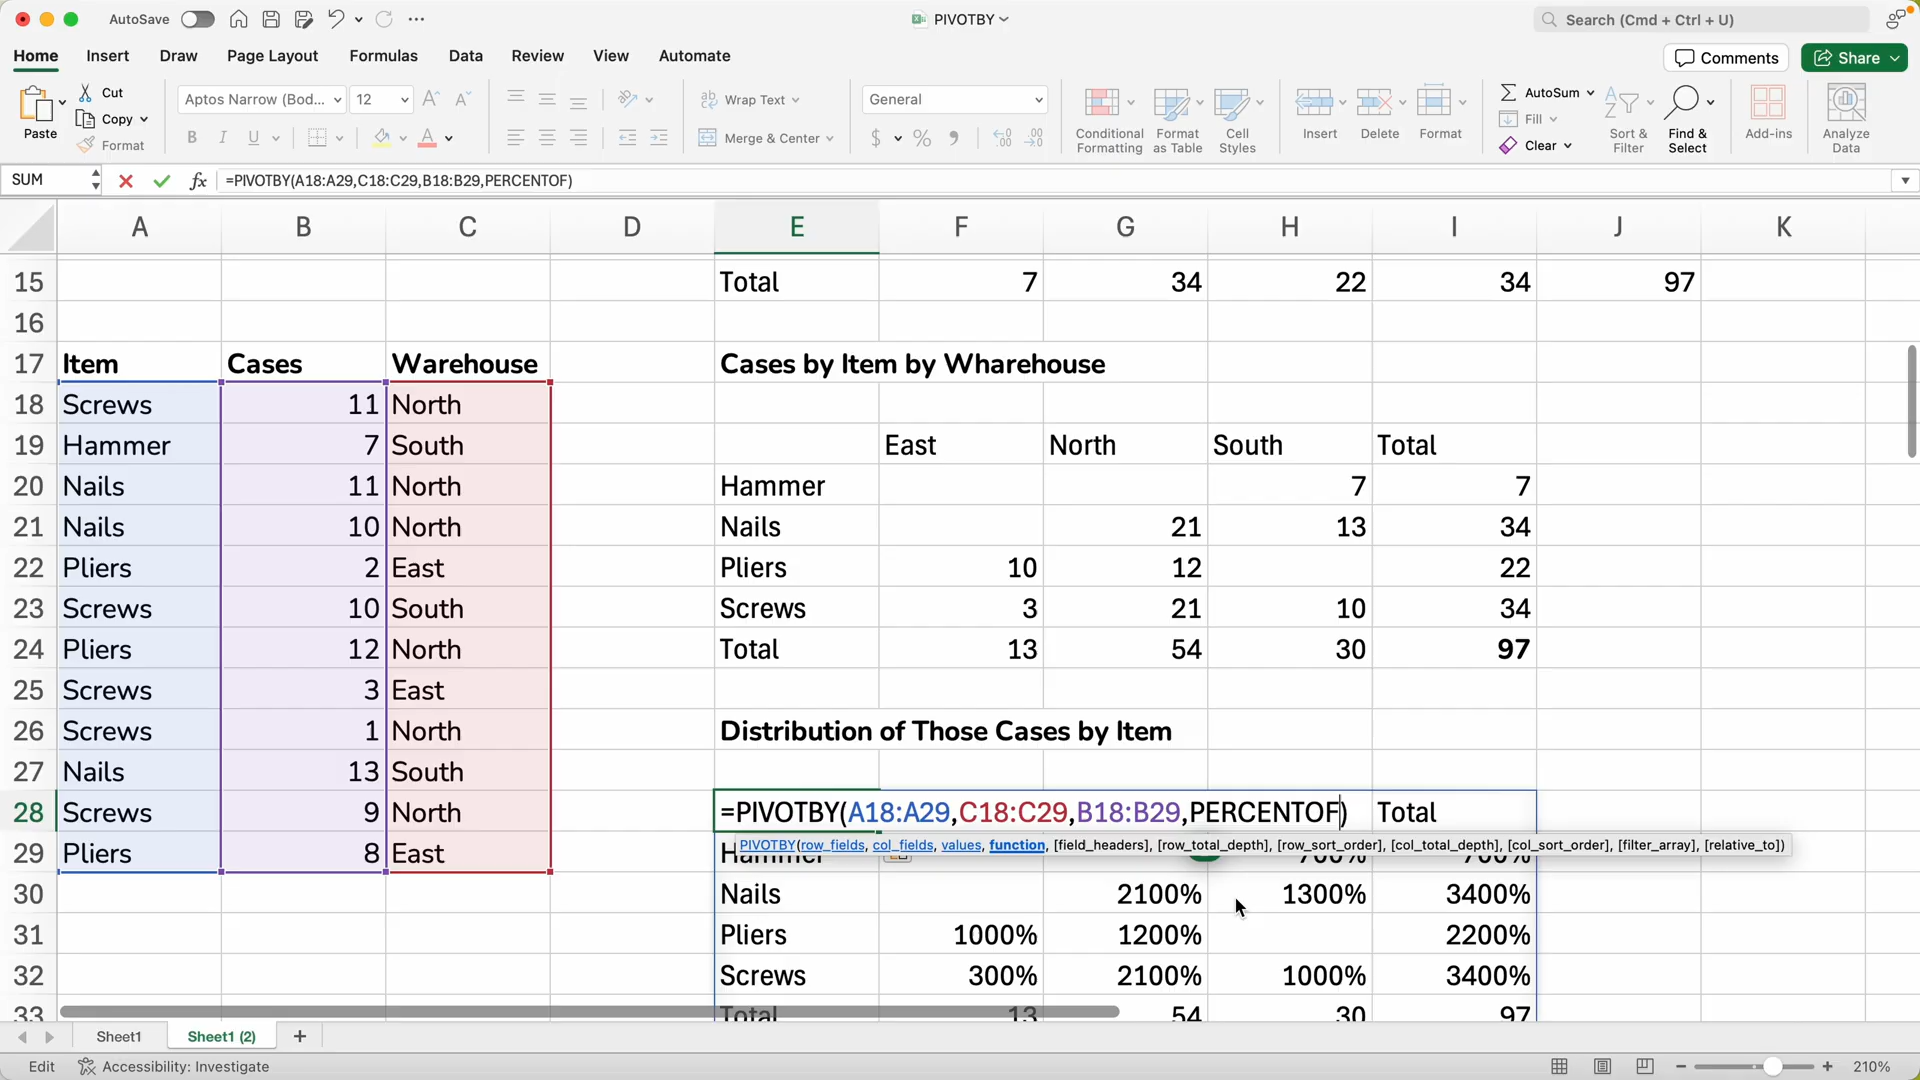 AutoSave PIVOTBY Search (Cmd + Ctrl + U)
Home Insert Draw Page Layout Formulas Data Review View Automate Comments Share
Paste Cut Copy Format
Aptos Narrow (Bod... 12
B I U A
Wrap Text
Merge & Center
General
$ % 9
Conditional Formatting
Format as Table
Cell Styles
Insert Delete Format
AutoSum
Fill
Clear
Sort & Filter
Find & Select
Add-ins
Analyze Data
SUM fx =PIVOTBY(A18:A29,C18:C29,B18:B29,PERCENTOF)
A B C D E F G H I J K
15 Total 7 34 22 34 97
16
17 Item Cases Warehouse Cases by Item by Wharehouse
18 Screws 11 North
19 Hammer 7 South East North South Total
20 Nails 11 North Hammer 7 7
21 Nails 10 North Nails 21 13 34
22 Pliers 2 East Pliers 10 12 22
23 Screws 10 South Screws 3 21 10 34
24 Pliers 12 North Total 13 54 30 97
25 Screws 3 East
26 Screws 1 North Distribution of Those Cases by Item
27 Nails 13 South
28 Screws 9 North =PIVOTBY(A18:A29,C18:C29,B18:B29,PERCENTOF) Total
PIVOTBY(row_fields, col_fields, values, function, [field_headers], [row_total_depth], [row_sort_order], [col_total_depth], [col_sort_order], [filter_array], [relative_to])
29 Pliers 8 East Hammer 700% 700%
30 Nails 2100% 1300% 3400%
31 Pliers 1000% 1200% 2200%
32 Screws 300% 2100% 1000% 3400%
33 Total 13 54 30 97
Sheet1 Sheet1 (2) +
Edit Accessibility: Investigate 210%